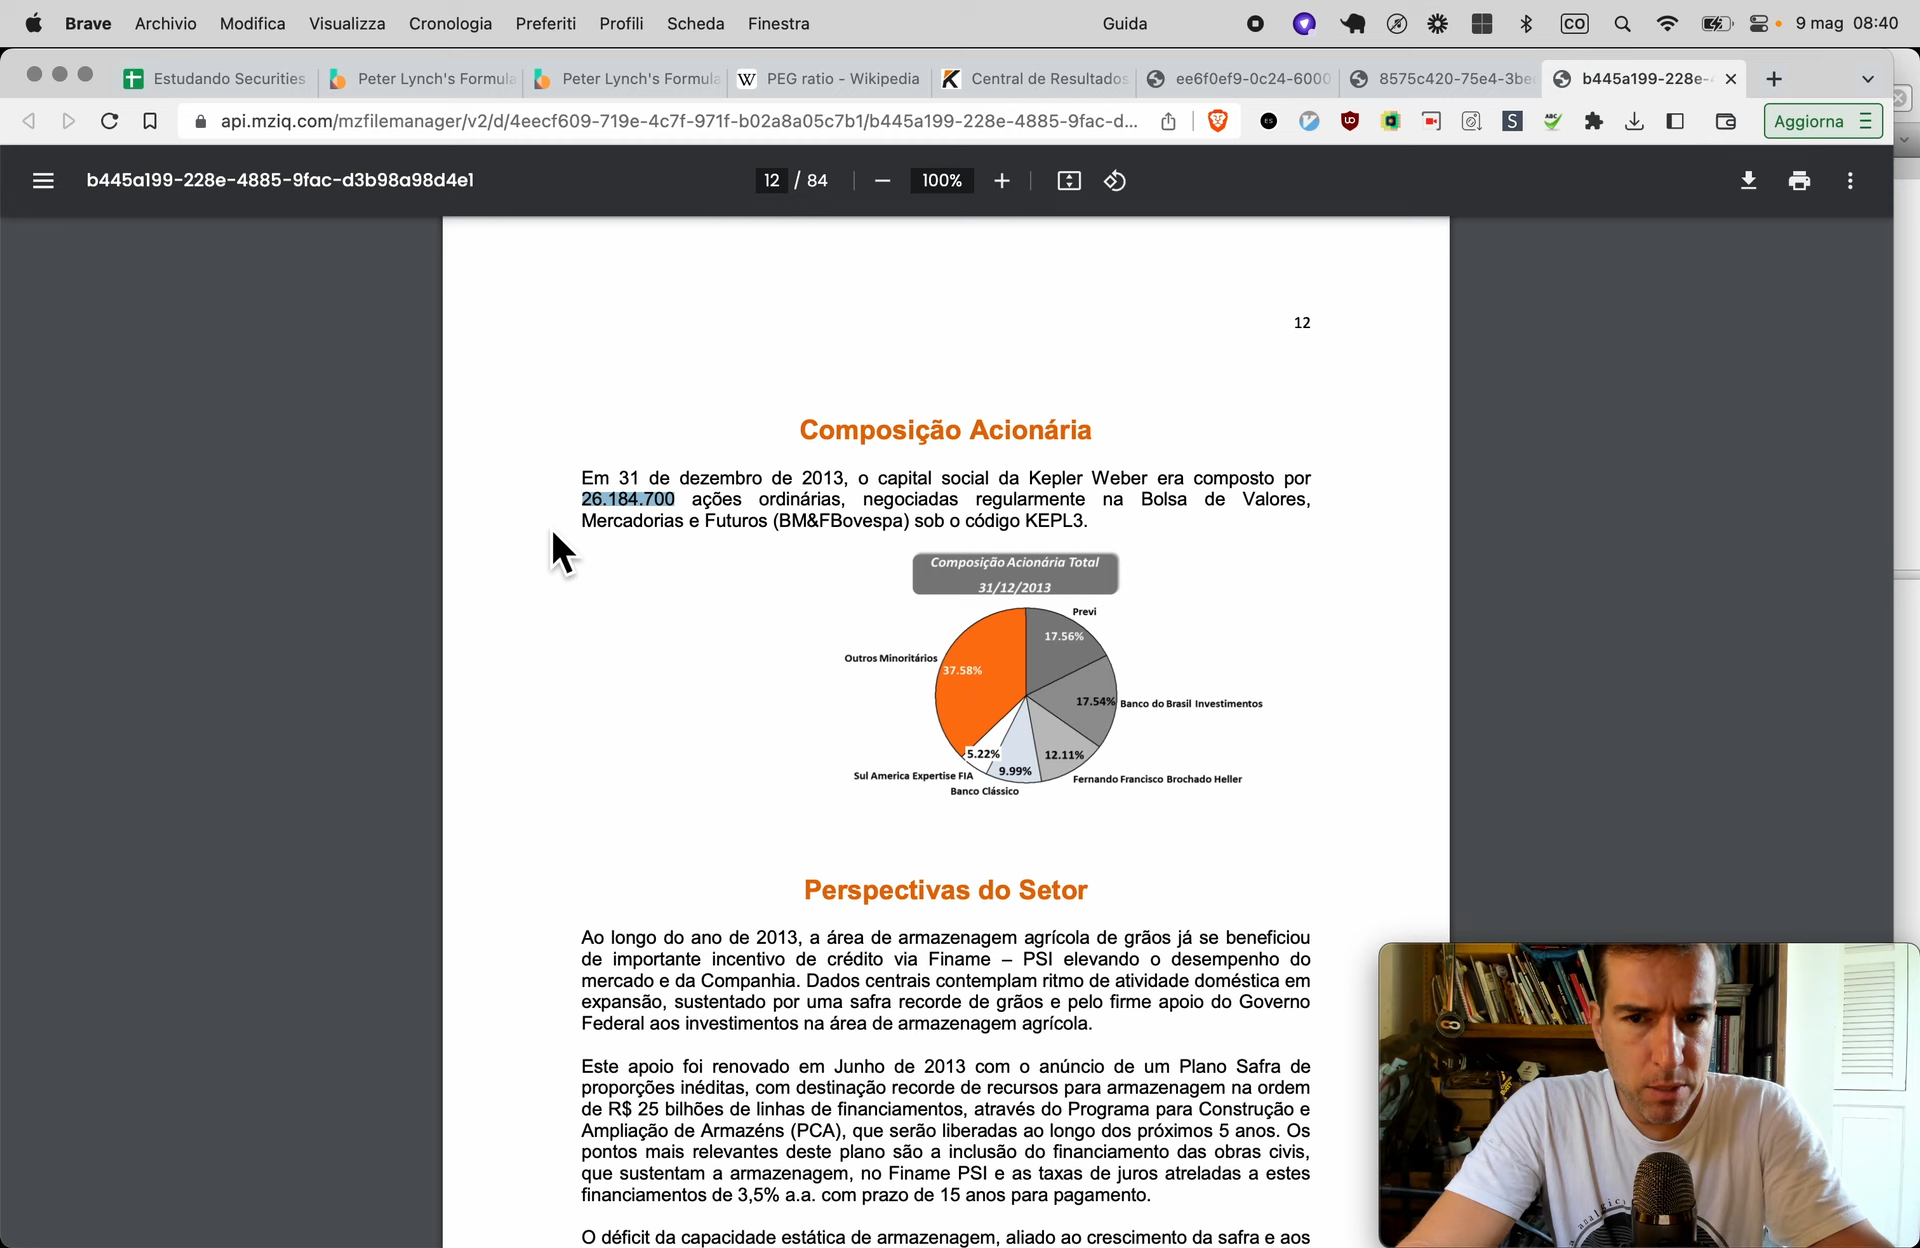 Brave Archivio Modifica Visualizza Cronologia Preferiti Profili Scheda Finestra Guida CO 9 mag 08:40
Estudando Securities Peter Lynch's Formula Peter Lynch's Formula W PEG ratio - Wikipedia Central de Resultados ee6f0ef9-0c24-6000 8575c420-75e4-3be b445a199-228e-
api.mziq.com/mzfilemanager/v2/d/4eecf609-719e-4c7f-971f-b02a8a05c7b1/b445a199-228e-4885-9fac-d... Aggiorna
b445a199-228e-4885-9fac-d3b98a98d4e1 12 / 84 100%
12
Composição Acionária
Em 31 de dezembro de 2013, o capital social da Kepler Weber era composto por
26.184.700 ações ordinárias, negociadas regularmente na Bolsa de Valores,
Mercadorias e Futuros (BM&FBovespa) sob o código KEPL3.
Composição Acionária Total
31/12/2013
Previ
17.56%
Outros Minoritários
37.58%
17.54%
Banco do Brasil Investimentos
5.22%
12.11%
9.99%
Sul America Expertise FIA
Fernando Francisco Brochado Heller
Banco Clássico
Perspectivas do Setor
Ao longo do ano de 2013, a área de armazenagem agrícola de grãos já se beneficiou
de importante incentivo de crédito via Finame – PSI elevando o desempenho do
mercado e da Companhia. Dados centrais contemplam ritmo de atividade doméstica em
expansão, sustentado por uma safra recorde de grãos e pelo firme apoio do Governo
Federal aos investimentos na área de armazenagem agrícola.
Este apoio foi renovado em Junho de 2013 com o anúncio de um Plano Safra de
proporções inéditas, com destinação recorde de recursos para armazenagem na ordem
de R$ 25 bilhões de linhas de financiamentos, através do Programa para Construção e
Ampliação de Armazéns (PCA), que serão liberadas ao longo dos próximos 5 anos. Os
pontos mais relevantes deste plano são a inclusão do financiamento das obras civis,
que sustentam a armazenagem, no Finame PSI e as taxas de juros atreladas a estes
financiamentos de 3,5% a.a. com prazo de 15 anos para pagamento.
O déficit da capacidade estática de armazenagem, aliado ao crescimento da safra e aos